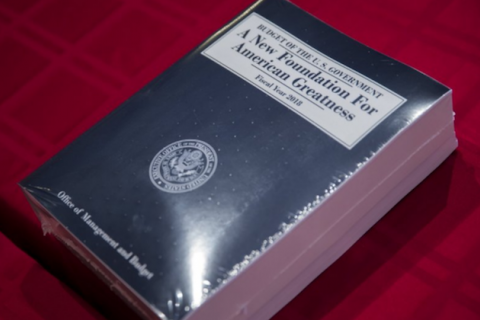 BUDGET OF THE U.S. GOVERNMENT
A New Foundation For
American Greatness
Fiscal Year 2018
Office of Management and Budget